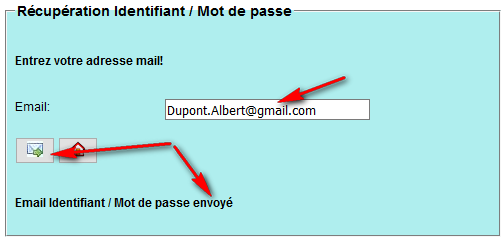 Récupération Identifiant / Mot de passe
Entrez votre adresse mail!
Email: Dupont.Albert@gmail.com
Email Identifiant / Mot de passe envoyé